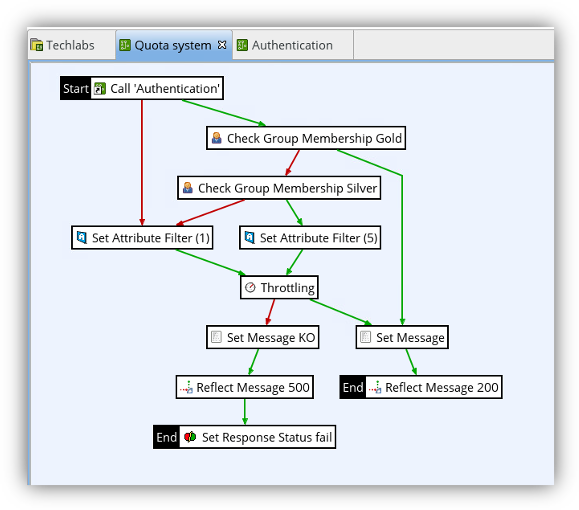 Techlabs
Quota system
Authentication
Start
Call 'Authentication'
Check Group Membership Gold
Check Group Membership Silver
Set Attribute Filter (1)
Set Attribute Filter (5)
Throttling
Set Message KO
Set Message
Reflect Message 500
End
Reflect Message 200
End
Set Response Status fail